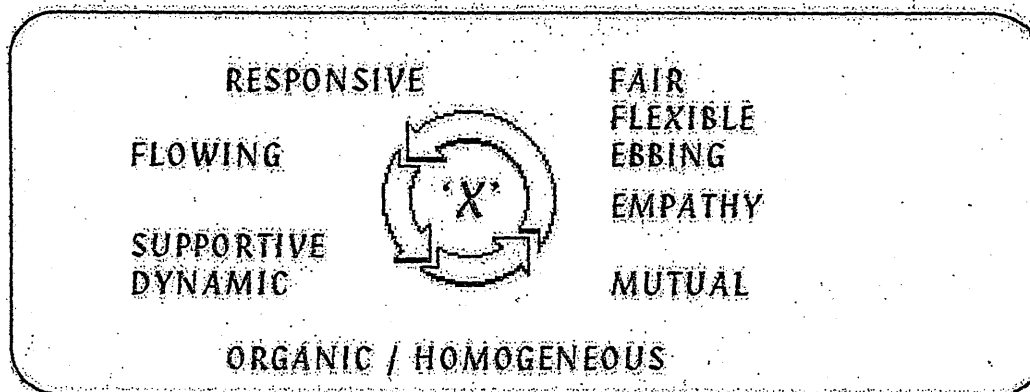 RESPONSIVE
FAIR
FLEXIBLE
FLOWING
EBBING
'X'
EMPATHY
SUPPORTIVE
DYNAMIC
MUTUAL
ORGANIC / HOMOGENEOUS